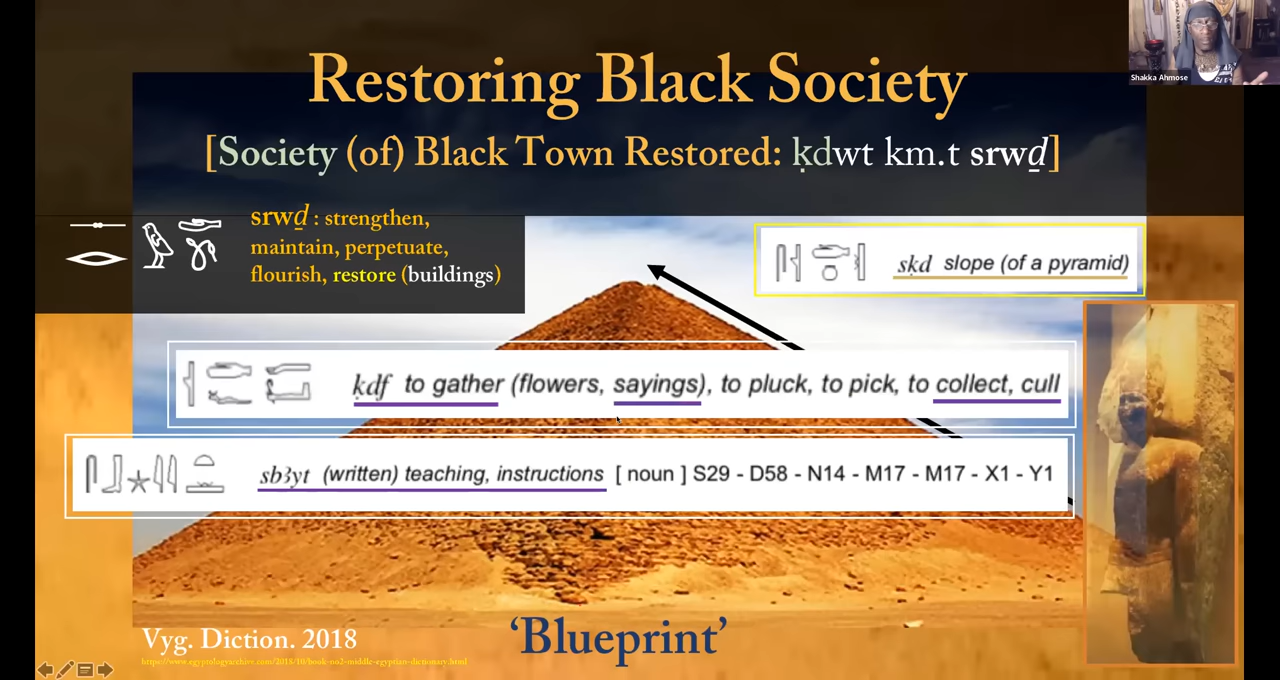 Shakka Ahmose
Restoring Black Society
[Society (of) Black Town Restored: ḳdwt km.t srwḏ]
srwḏ : strengthen,
maintain, perpetuate,
flourish, restore (buildings)
sḳd slope (of a pyramid)
ḳdf to gather (flowers, sayings), to pluck, to pick, to collect, cull
sbꜣyt (written) teaching, instructions [ noun ] S29 - D58 - N14 - M17 - M17 - X1 - Y1
Vyg. Diction. 2018
https://www.egyptologyarchive.com/2018/10/book-no2-middle-egyptian-dictionary.html
‘Blueprint’